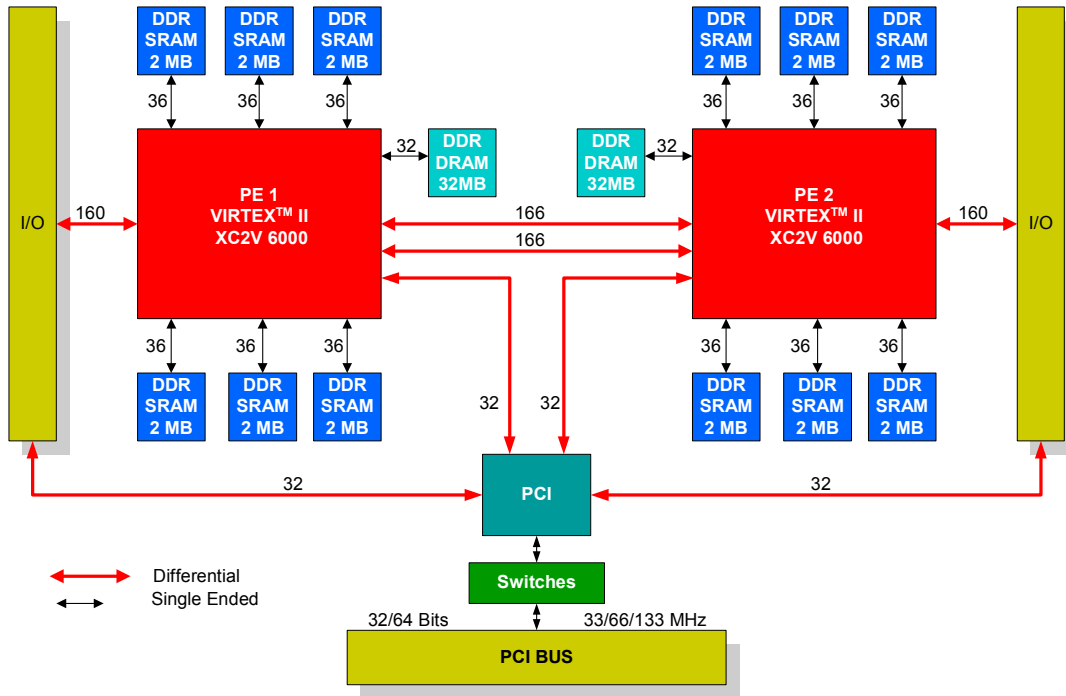 DDR
SRAM
2 MB
DDR
SRAM
2 MB
DDR
SRAM
2 MB
DDR
SRAM
2 MB
DDR
SRAM
2 MB
DDR
SRAM
2 MB
36
36
36
36
36
36
I/O
160
PE 1
VIRTEX™ II
XC2V 6000
32
DDR
DRAM
32MB
DDR
DRAM
32MB
32
166
166
PE 2
VIRTEX™ II
XC2V 6000
160
I/O
36
36
36
36
36
36
DDR
SRAM
2 MB
DDR
SRAM
2 MB
DDR
SRAM
2 MB
DDR
SRAM
2 MB
DDR
SRAM
2 MB
DDR
SRAM
2 MB
32
32
32
PCI
32
Differential
Single Ended
Switches
32/64 Bits
33/66/133 MHz
PCI BUS